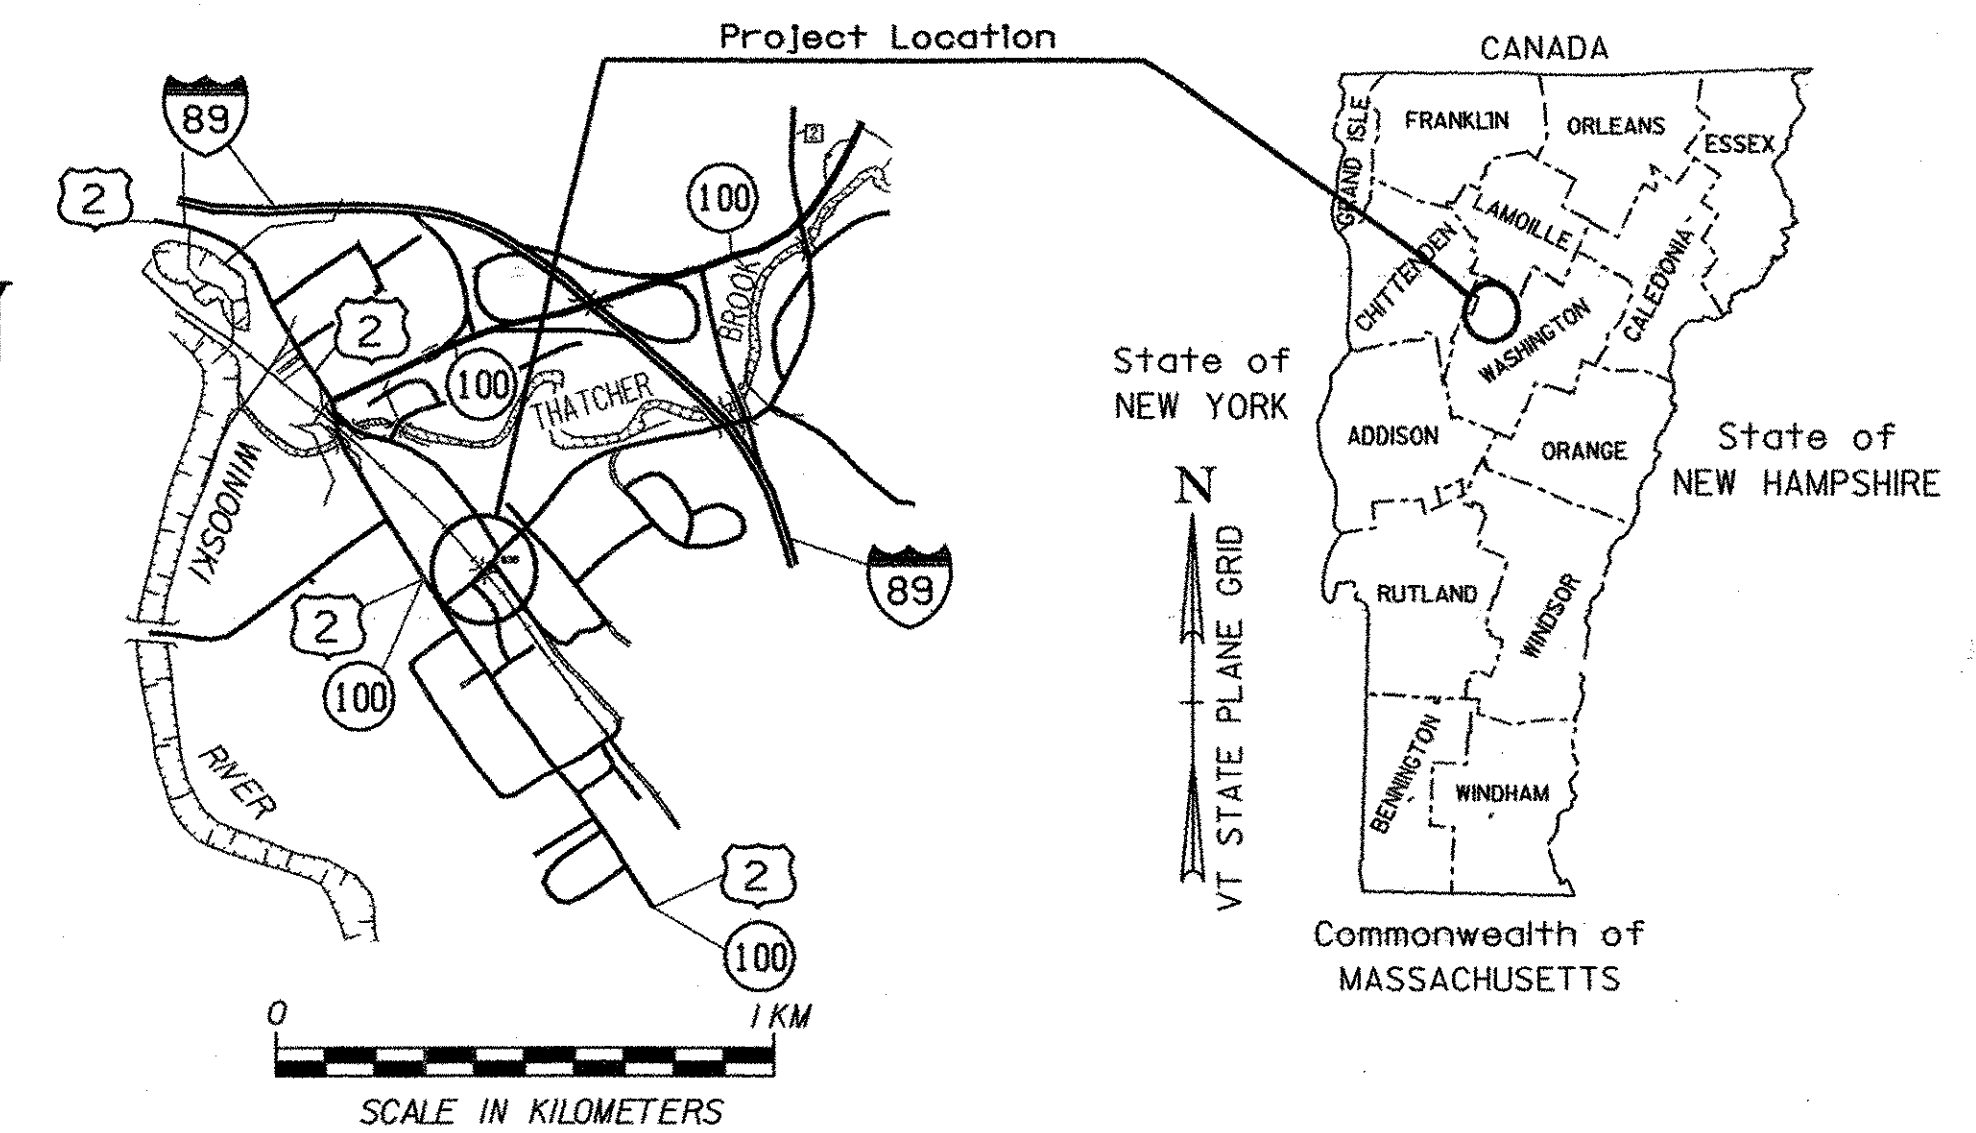 Project Location
CANADA
89
2
2
100
BROOK
2
100
THATCHER
WINOOSKI
RIVER
2
100
89
2
100
0 1 KM
SCALE IN KILOMETERS
GRAND ISLE
FRANKLIN
ORLEANS
ESSEX
LAMOILLE
CHITTENDEN
CALEDONIA
WASHINGTON
State of
NEW YORK
ADDISON
ORANGE
State of
NEW HAMPSHIRE
N
VT STATE PLANE GRID
RUTLAND
WINDSOR
BENNINGTON
WINDHAM
Commonwealth of
MASSACHUSETTS